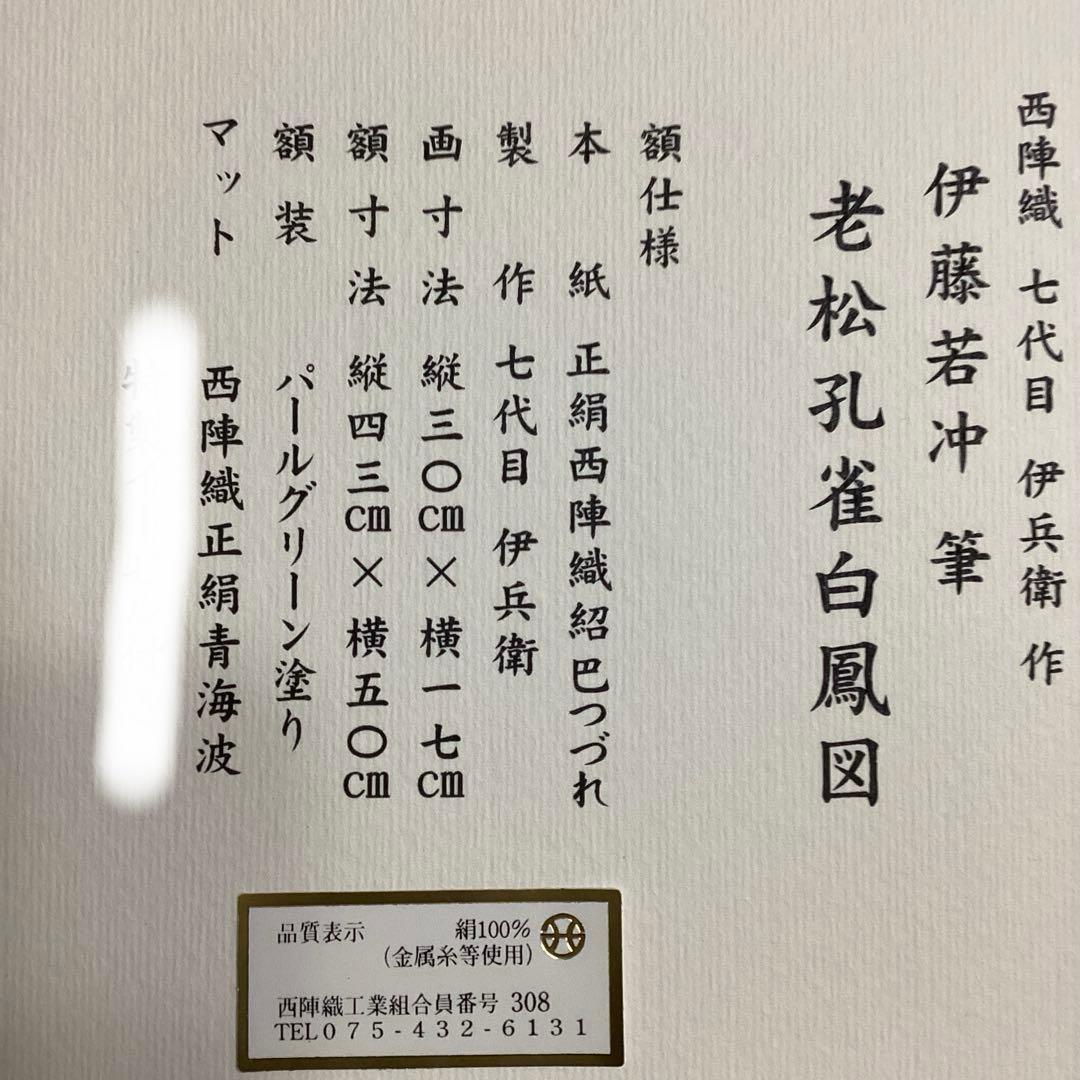 西陣織 七代目 伊兵衛 作
伊藤若冲 筆
老松孔雀白鳳図
額仕様
本紙 正絹西陣織紹巴つづれ
製作 七代目 伊兵衛
画寸法 縦三〇㎝×横一七㎝
額寸法 縦四三㎝×横五〇㎝
額装 パールグリーン塗り
マット 西陣織正絹青海波
品質表示 絹100%
(金属糸等使用)
西陣織工業組合員番号 308
TEL075-432-6131